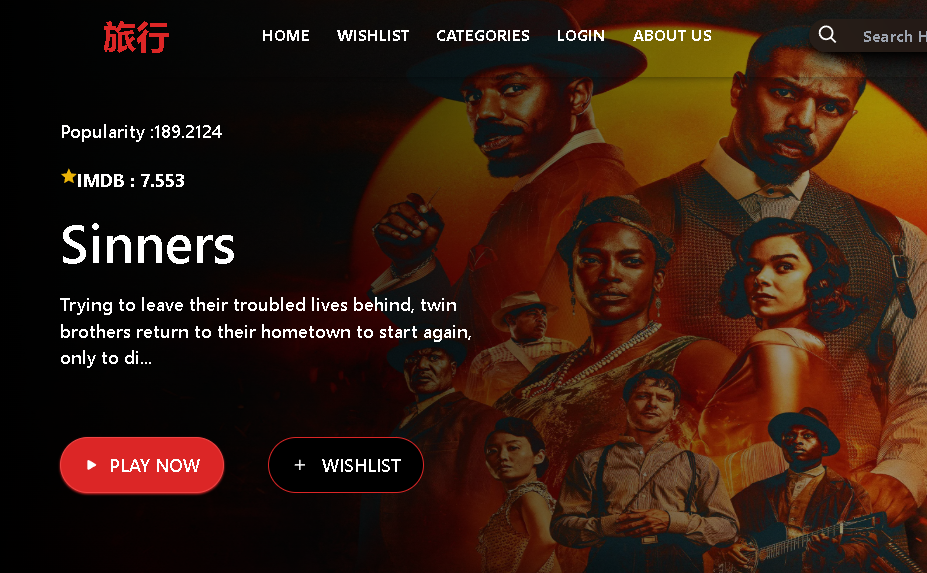 旅行
HOME WISHLIST CATEGORIES LOGIN ABOUT US Search H
Popularity :189.2124
IMDB : 7.553
Sinners
Trying to leave their troubled lives behind, twin
brothers return to their hometown to start again,
only to di...
PLAY NOW
+ WISHLIST